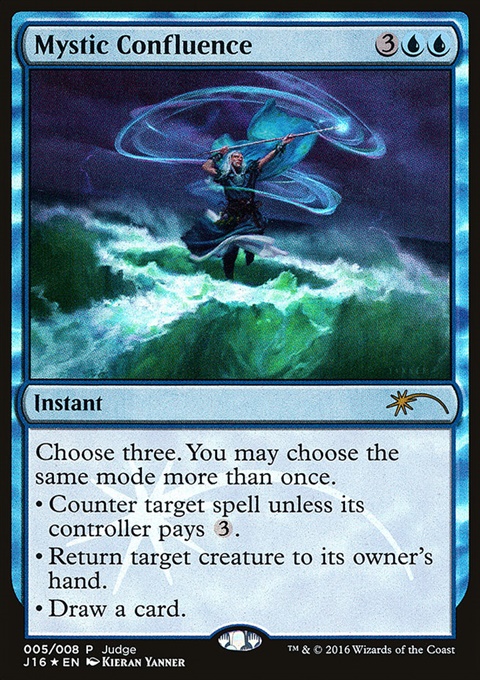 Mystic Confluence 3
Instant
Choose three. You may choose the
same mode more than once.
• Counter target spell unless its
controller pays 3.
• Return target creature to its owner's
hand.
• Draw a card.
005/008 P Judge
J16 ★ EN Kieran Yanner
™ & © 2016 Wizards of the Coast